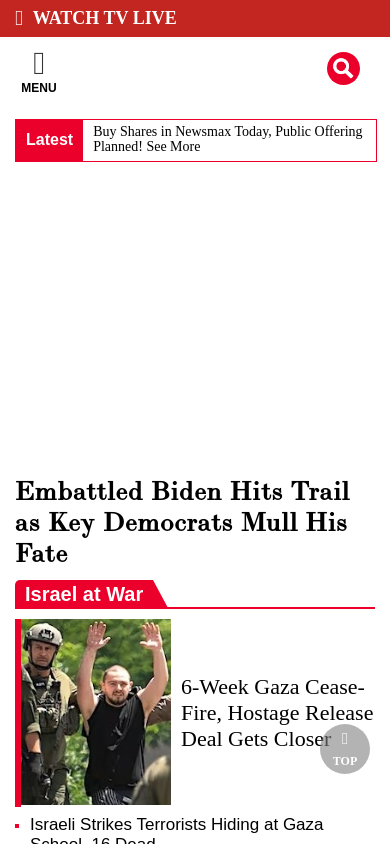 WATCH TV LIVE
MENU
Latest
Buy Shares in Newsmax Today, Public Offering
Planned! See More
Embattled Biden Hits Trail
as Key Democrats Mull His
Fate
Israel at War
6-Week Gaza Cease-
Fire, Hostage Release
Deal Gets Closer
TOP
Israeli Strikes Terrorists Hiding at Gaza
School, 16 Dead